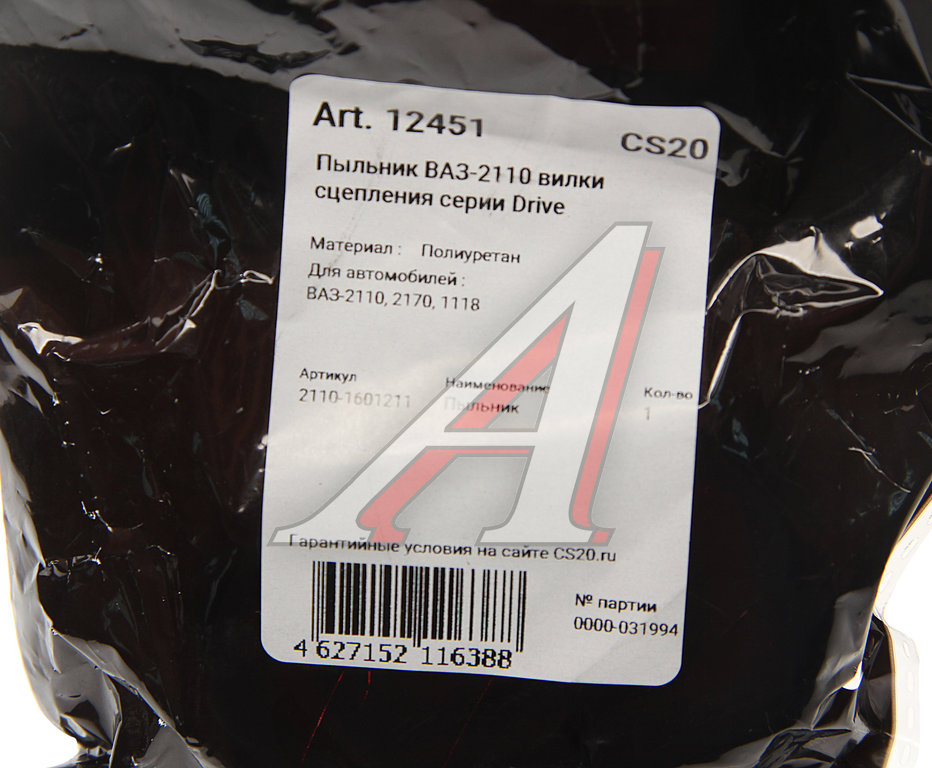 Art. 12451
CS20
Пыльник ВАЗ-2110 вилки
сцепления серии Drive
Материал : Полиуретан
Для автомобилей :
ВАЗ-2110, 2170, 1118
Артикул Наименование Кол-во
2110-1601211 Пыльник 1
Гарантийные условия на сайте CS20.ru
№ партии
0000-031994
4 627152 116388